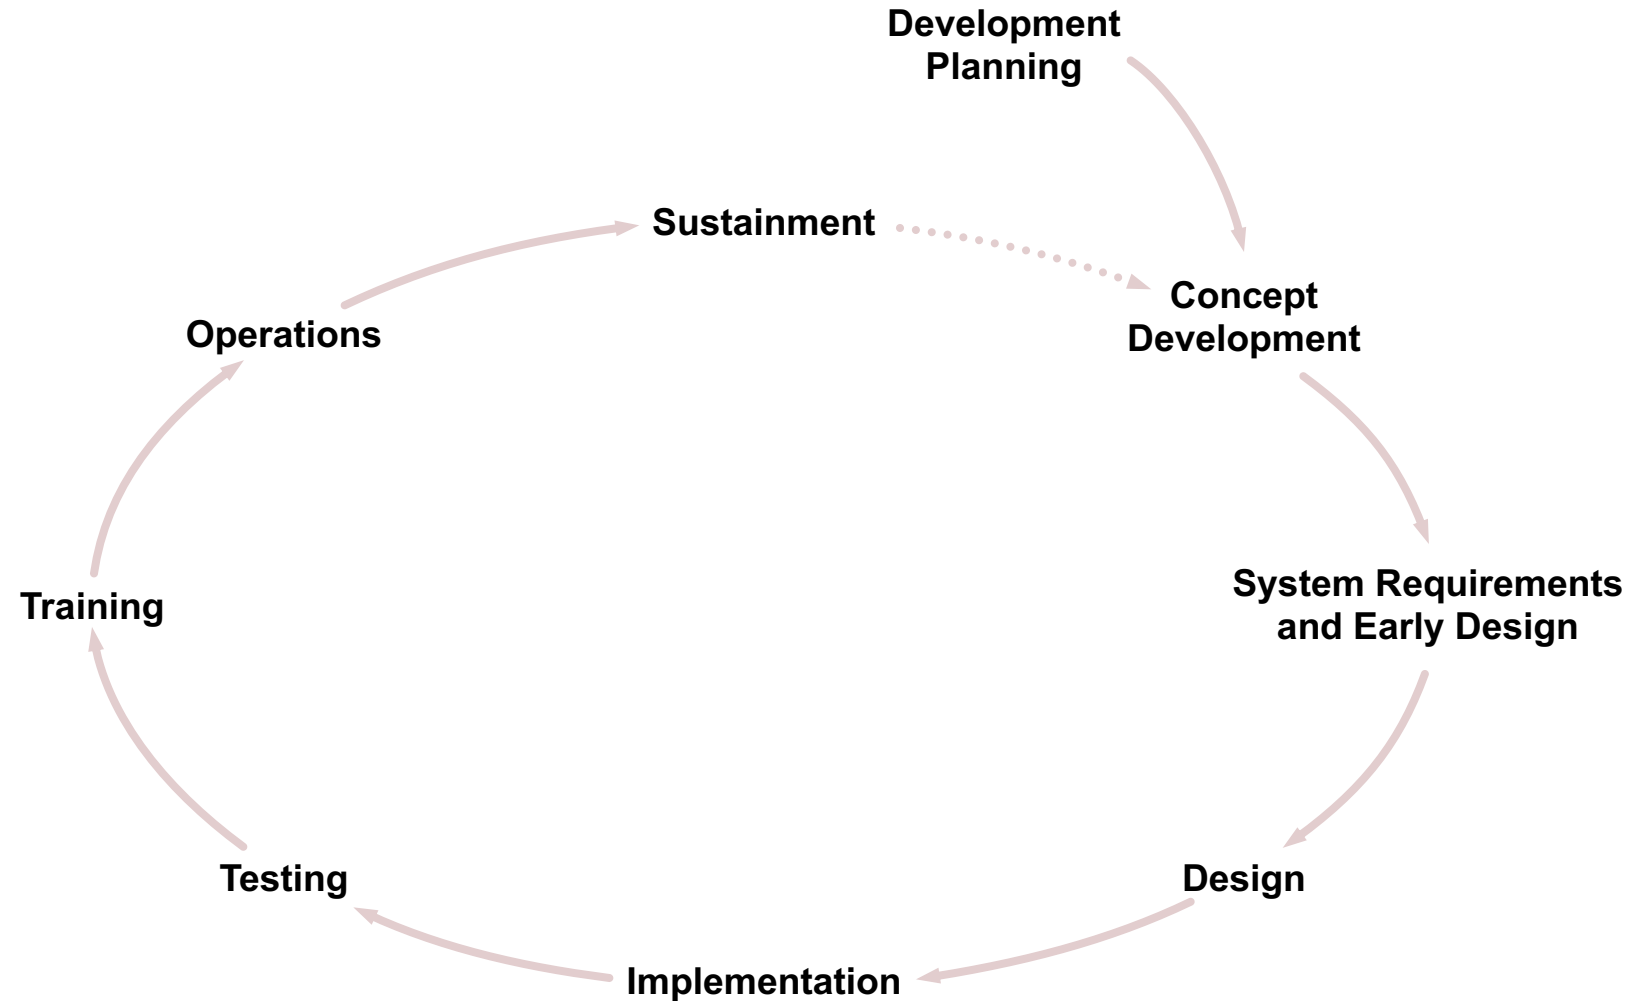 Development
Planning
Sustainment
Concept
Development
Operations
System Requirements
and Early Design
Training
Design
Testing
Implementation